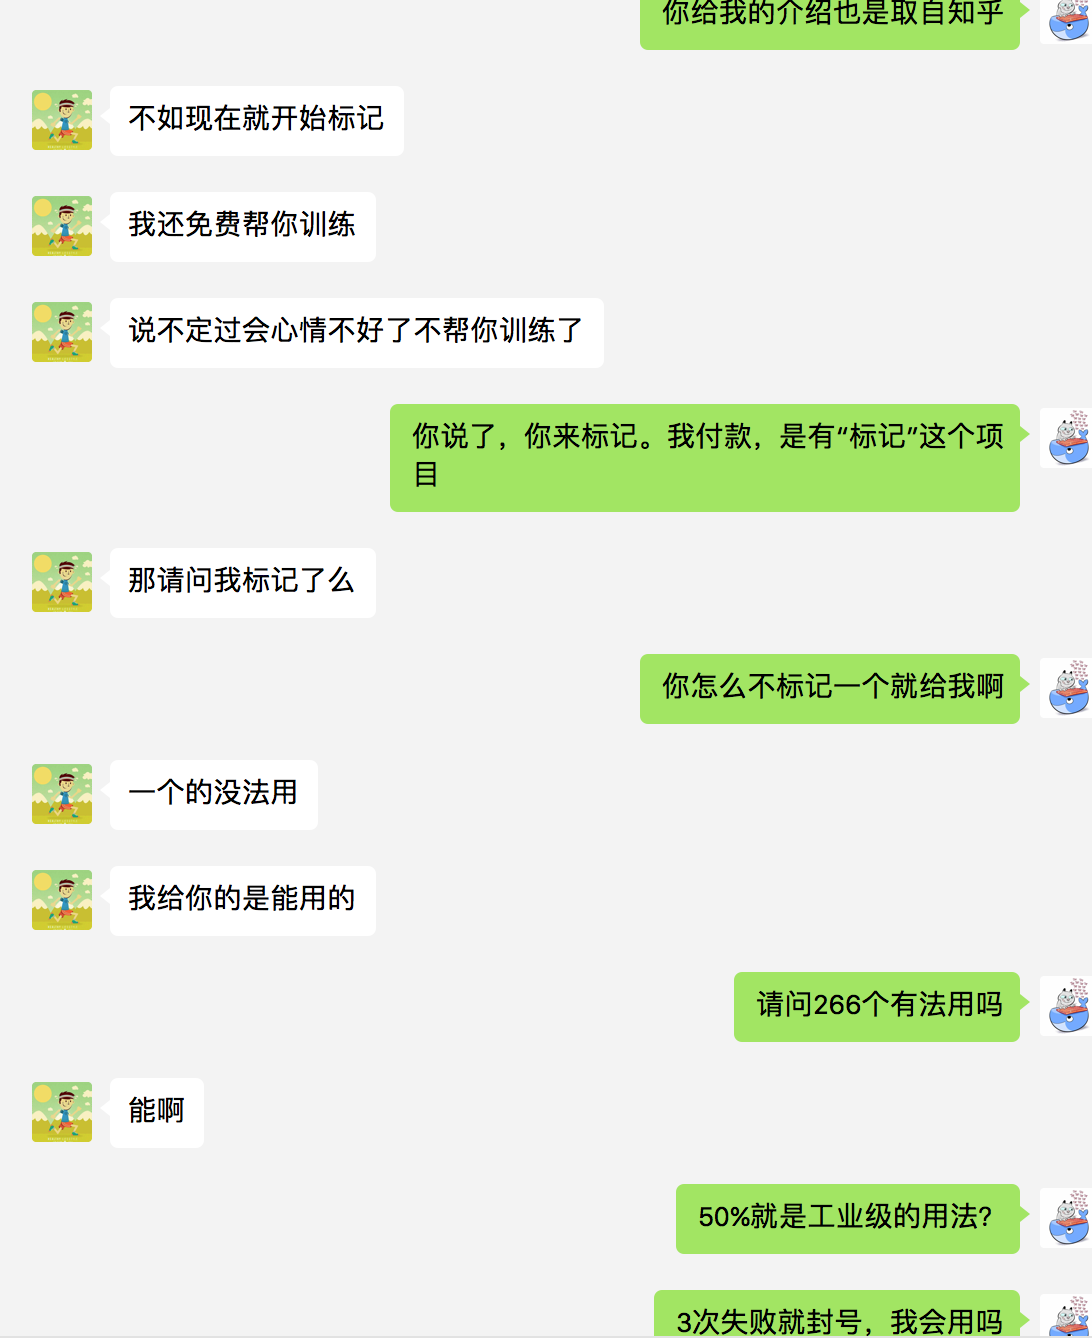 你给我的介绍也是取自知乎
不如现在就开始标记
我还免费帮你训练
说不定过会心情不好了不帮你训练了
你说了，你来标记。我付款，是有“标记”这个项
目
那请问我标记了么
你怎么不标记一个就给我啊
一个的没法用
我给你的是能用的
请问266个有法用吗
能啊
50%就是工业级的用法?
3次失败就封号，我会用吗